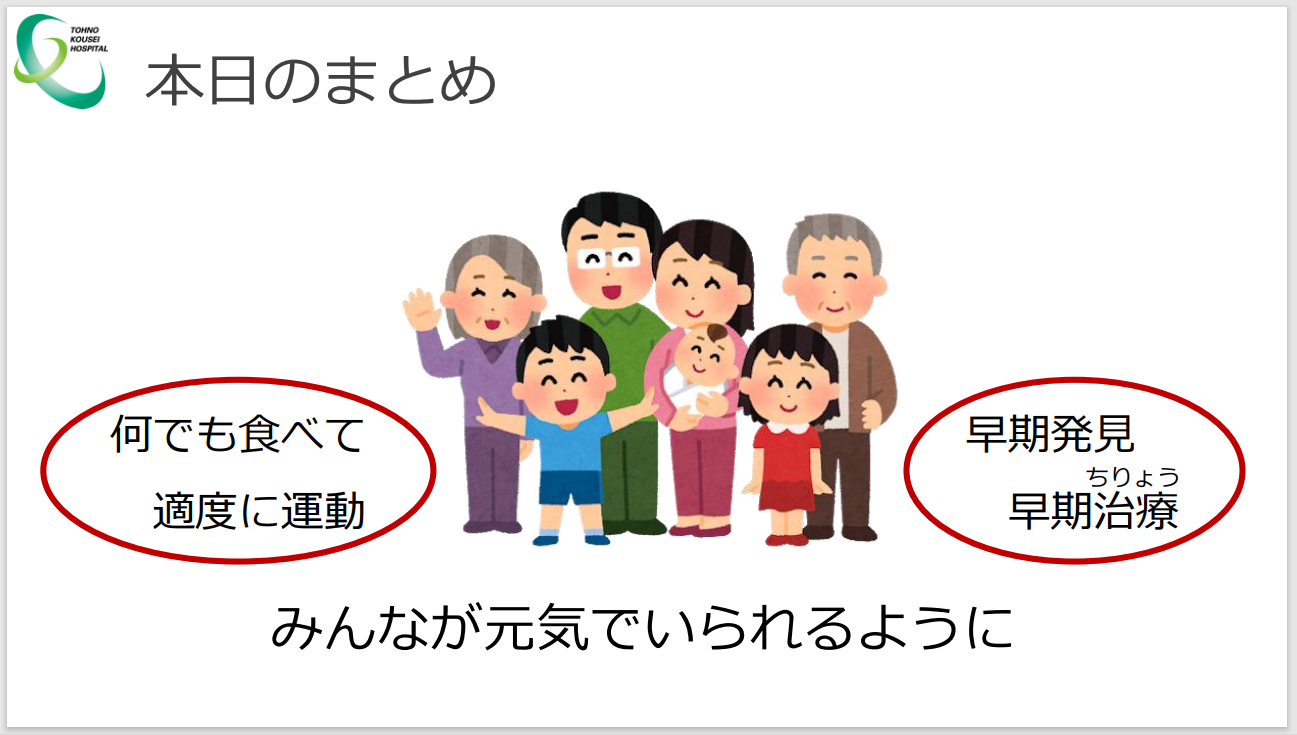 TOHNO
KOUSEI
HOSPITAL
本日のまとめ
何でも食べて
適度に運動
早期発見
ちりょう
早期治療
みんなが元気でいられるように